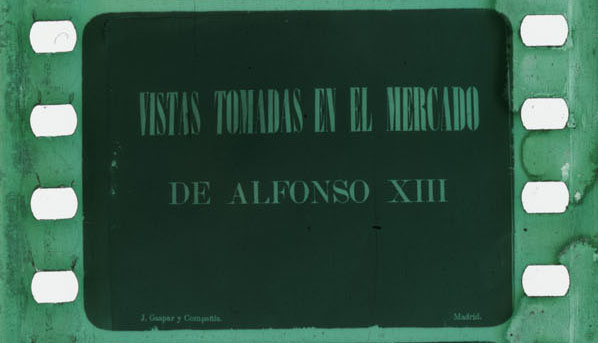 VISTAS TOMADAS EN EL MERCADO
DE ALFONSO XIII
J. Gaspar y Compañía. Madrid.